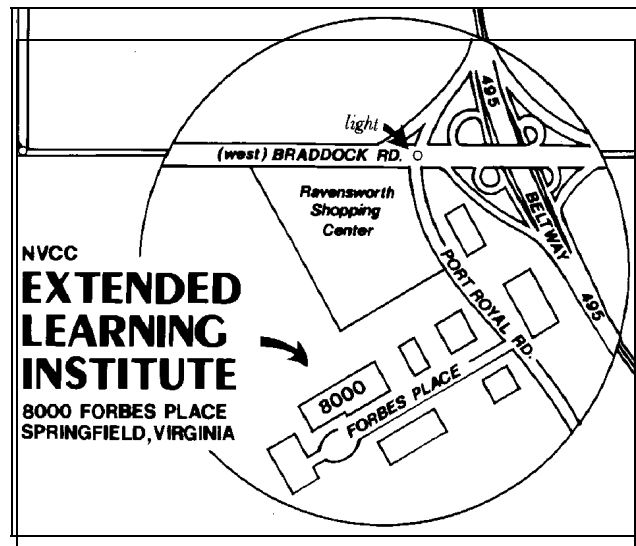 495
light
(west) BRADDOCK RD.
Ravensworth
Shopping
Center
BELTWAY
NVCC
EXTENDED
LEARNING
INSTITUTE
8000 FORBES PLACE
SPRINGFIELD, VIRGINIA
PORT ROYAL RD.
495
8000
FORBES PLACE